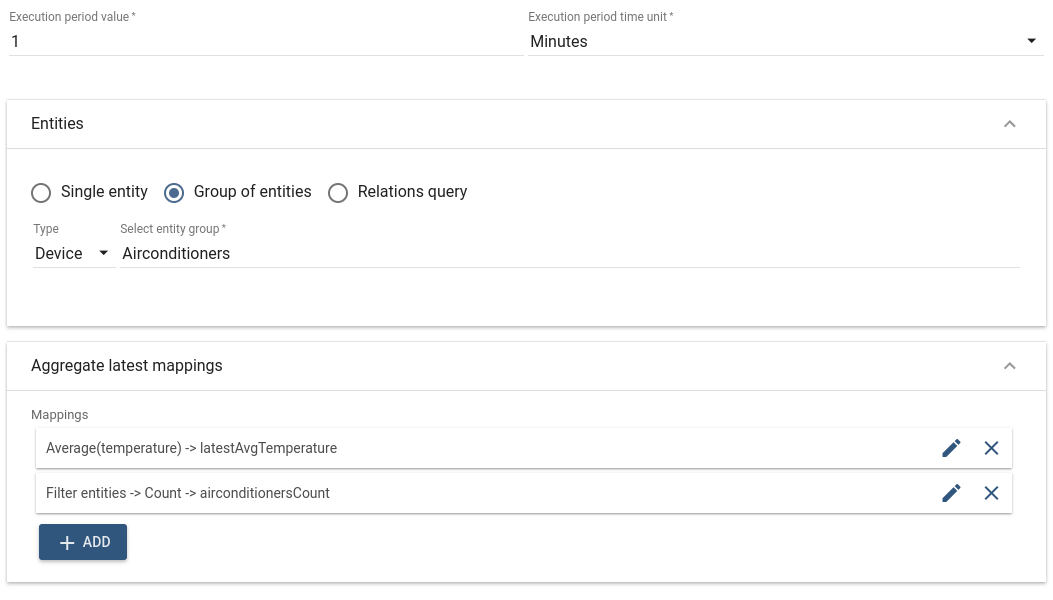 Execution period value *
Execution period time unit *
1
Minutes
Entities
Single entity
Group of entities
Relations query
Type
Select entity group *
Device
Airconditioners
Aggregate latest mappings
Mappings
Average(temperature) -> latestAvgTemperature
Filter entities -> Count -> airconditionersCount
ADD